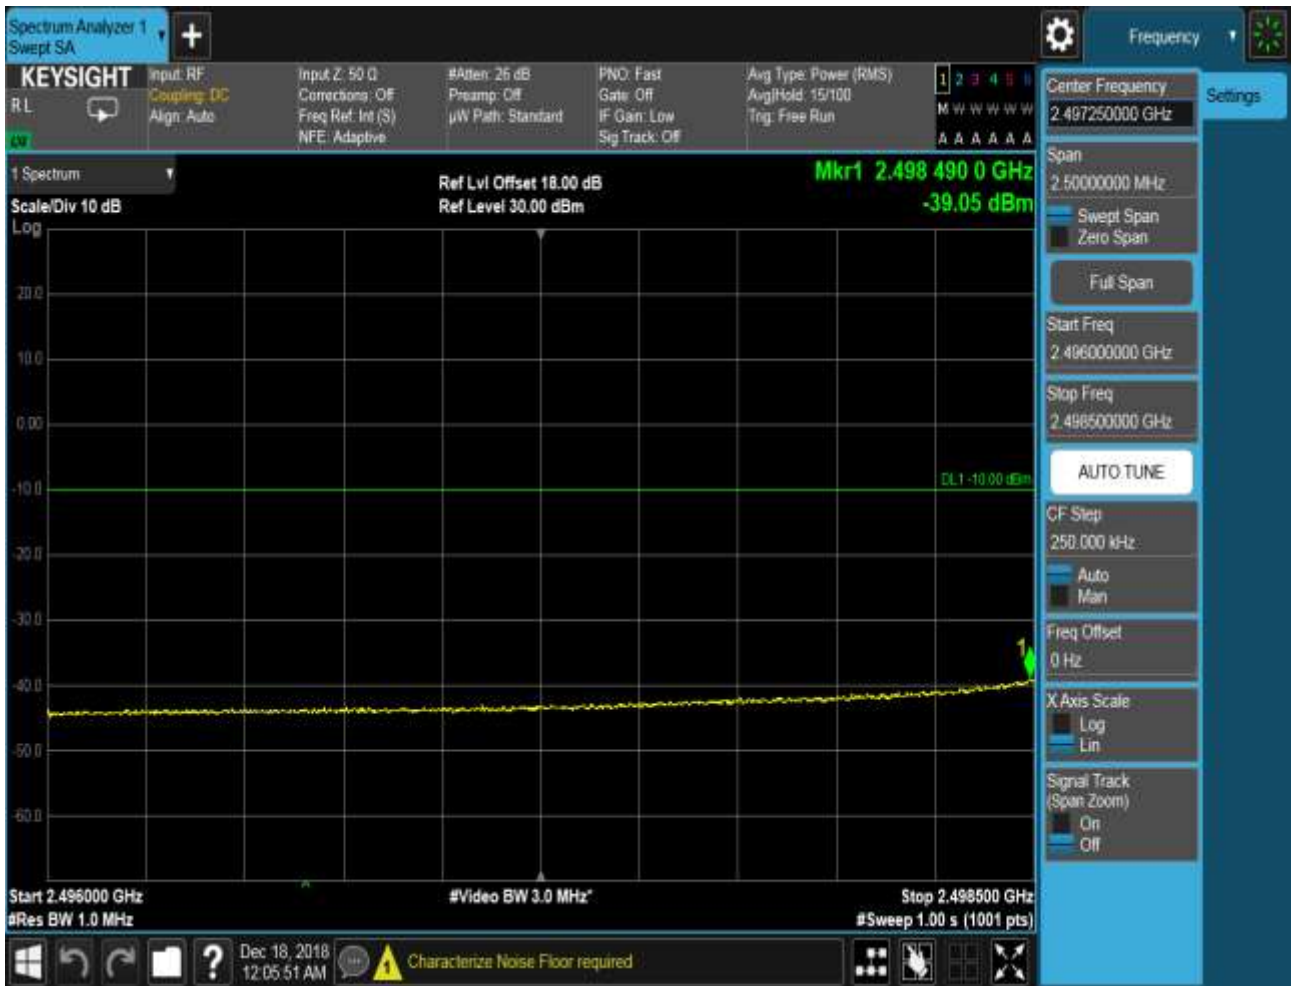 Spectrum Analyzer 1
Swept SA
Frequency
KEYSIGHT
R L
Input: RF
Coupling: DC
Align: Auto
Input Z: 50 Ω
Corrections: Off
Freq Ref: Int (S)
NFE: Adaptive
#Atten: 26 dB
Preamp: Off
µW Path: Standard
PNO: Fast
Gate: Off
IF Gain: Low
Sig Track: Off
Avg Type: Power (RMS)
Avg|Hold: 15/100
Trig: Free Run
1 2 3 4 5 6
M W W W W W
A A A A A A
1 Spectrum
Scale/Div 10 dB
Ref Lvl Offset 18.00 dB
Ref Level 30.00 dBm
Mkr1 2.498 490 0 GHz
-39.05 dBm
Log
20.0
10.0
0.00
-10.0
-20.0
-30.0
-40.0
-50.0
-60.0
DL1 -10.00 dBm
1
Start 2.496000 GHz
#Res BW 1.0 MHz
#Video BW 3.0 MHz*
Stop 2.498500 GHz
#Sweep 1.00 s (1001 pts)
Center Frequency
2.497250000 GHz
Settings
Span
2.50000000 MHz
Swept Span
Zero Span
Full Span
Start Freq
2.496000000 GHz
Stop Freq
2.498500000 GHz
AUTO TUNE
CF Step
250.000 kHz
Auto
Man
Freq Offset
0 Hz
X Axis Scale
Log
Lin
Signal Track
(Span Zoom)
On
Off
?
Dec 18, 2018
12:05:51 AM
1
Characterize Noise Floor required